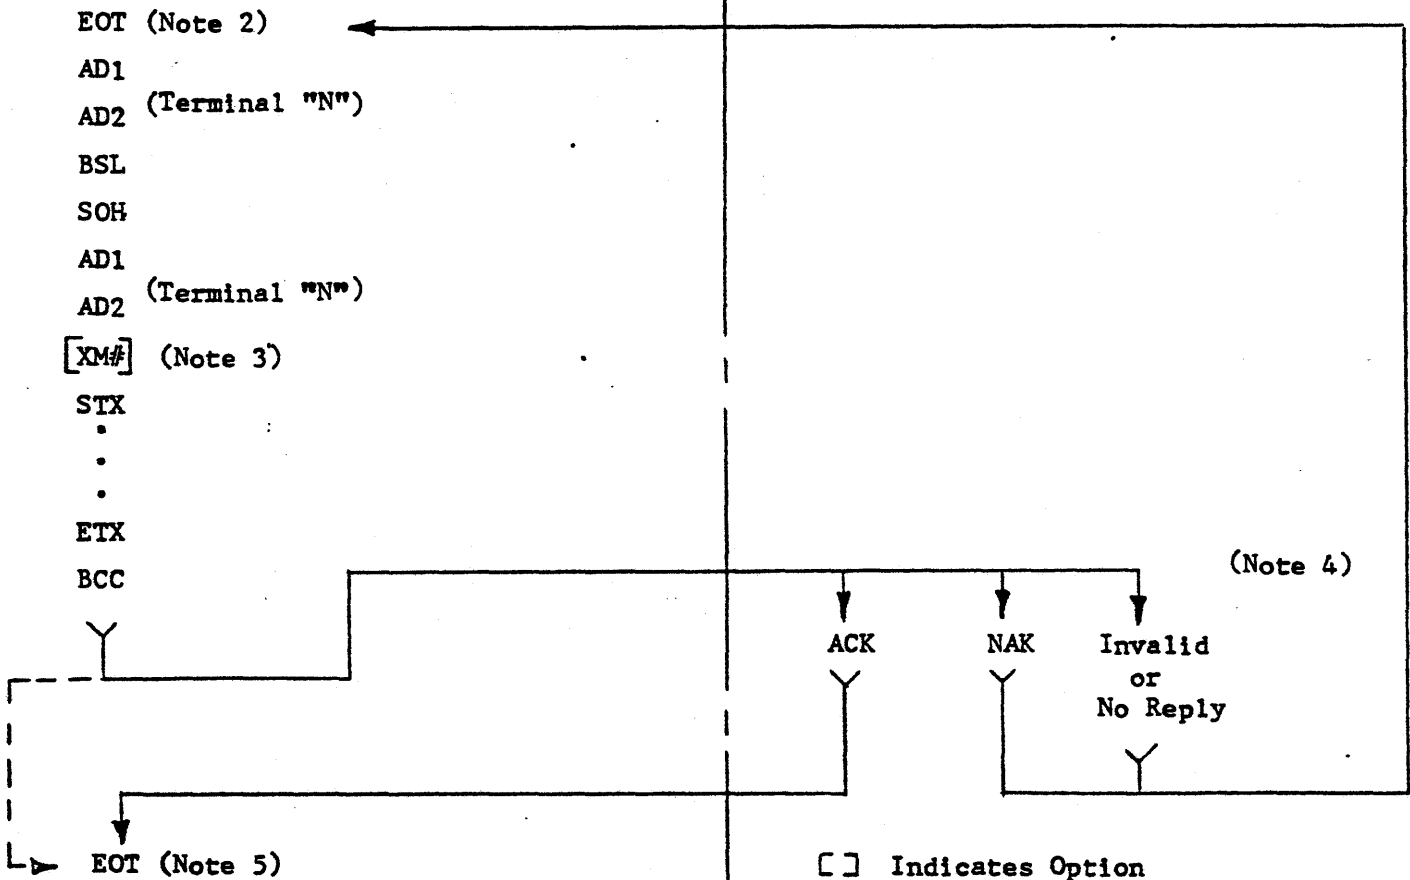 EOT (Note 2)
AD1
(Terminal "N")
AD2
BSL
SOH
AD1
(Terminal "N")
AD2
[XM#] (Note 3)
STX
ETX
BCC
(Note 4)
ACK NAK Invalid
or
No Reply
EOT (Note 5)
[ ] Indicates Option